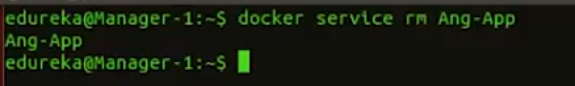 edureka@Manager-1:~$ docker service rm Ang-App
Ang-App
edureka@Manager-1:~$